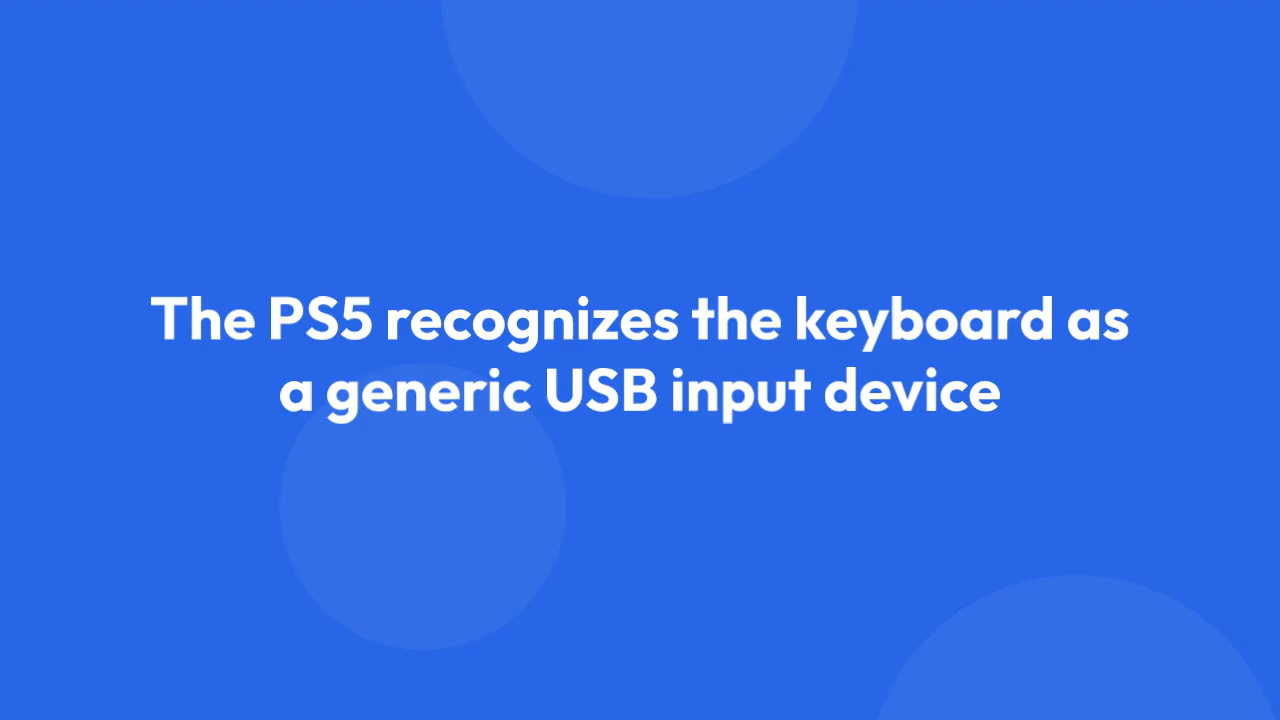 The PS5 recognizes the keyboard as
a generic USB input device